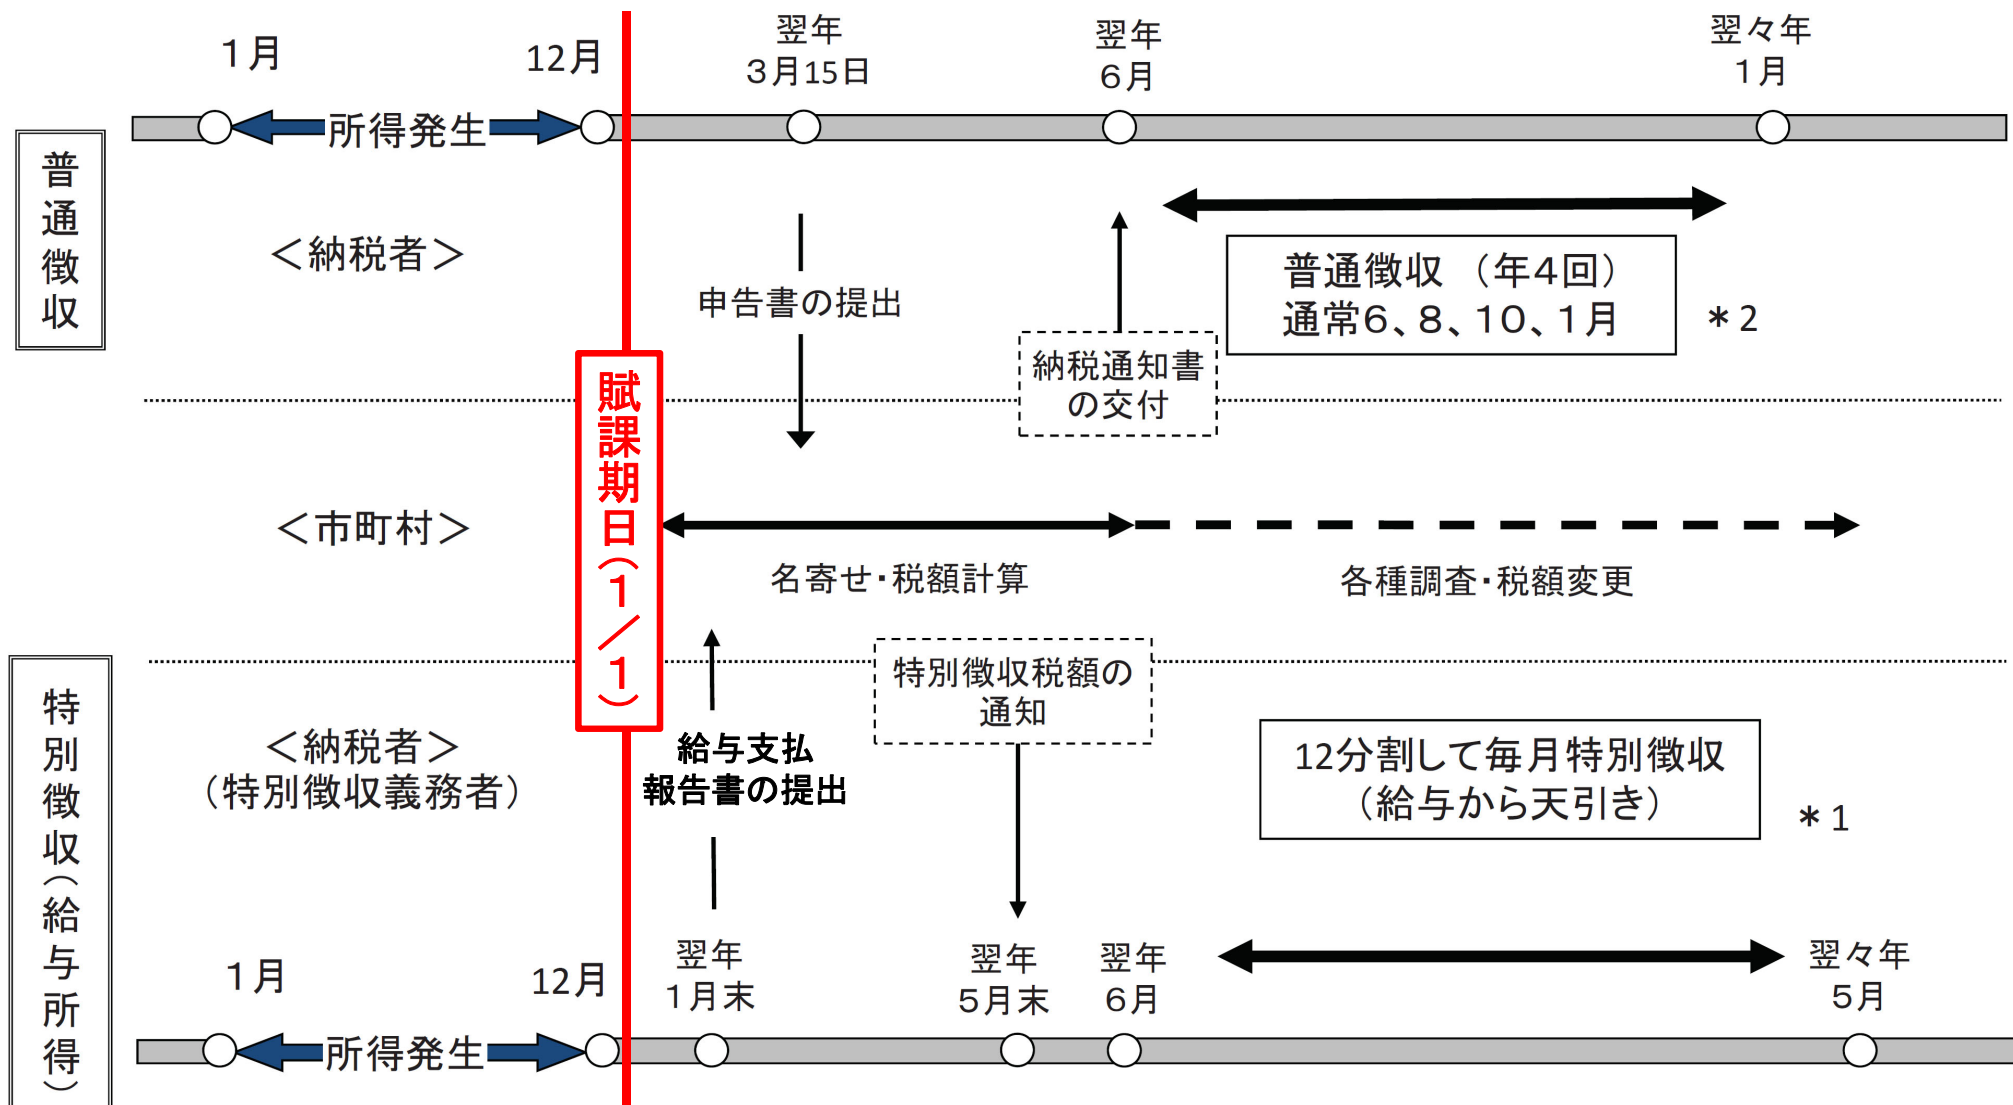 1月
12月
翌年
3月15日
翌年
6月
翌々年
1月
所得発生
普通徴収
＜納税者＞
申告書の提出
納税通知書
の交付
普通徴収（年4回）
通常6、8、10、1月
＊2
賦課期日（1／1）
＜市町村＞
名寄せ・税額計算
各種調査・税額変更
特別徴収（給与所得）
＜納税者＞
（特別徴収義務者）
給与支払
報告書の提出
特別徴収税額の
通知
12分割して毎月特別徴収
（給与から天引き）
＊1
1月
12月
翌年
1月末
翌年
5月末
翌年
6月
翌々年
5月
所得発生